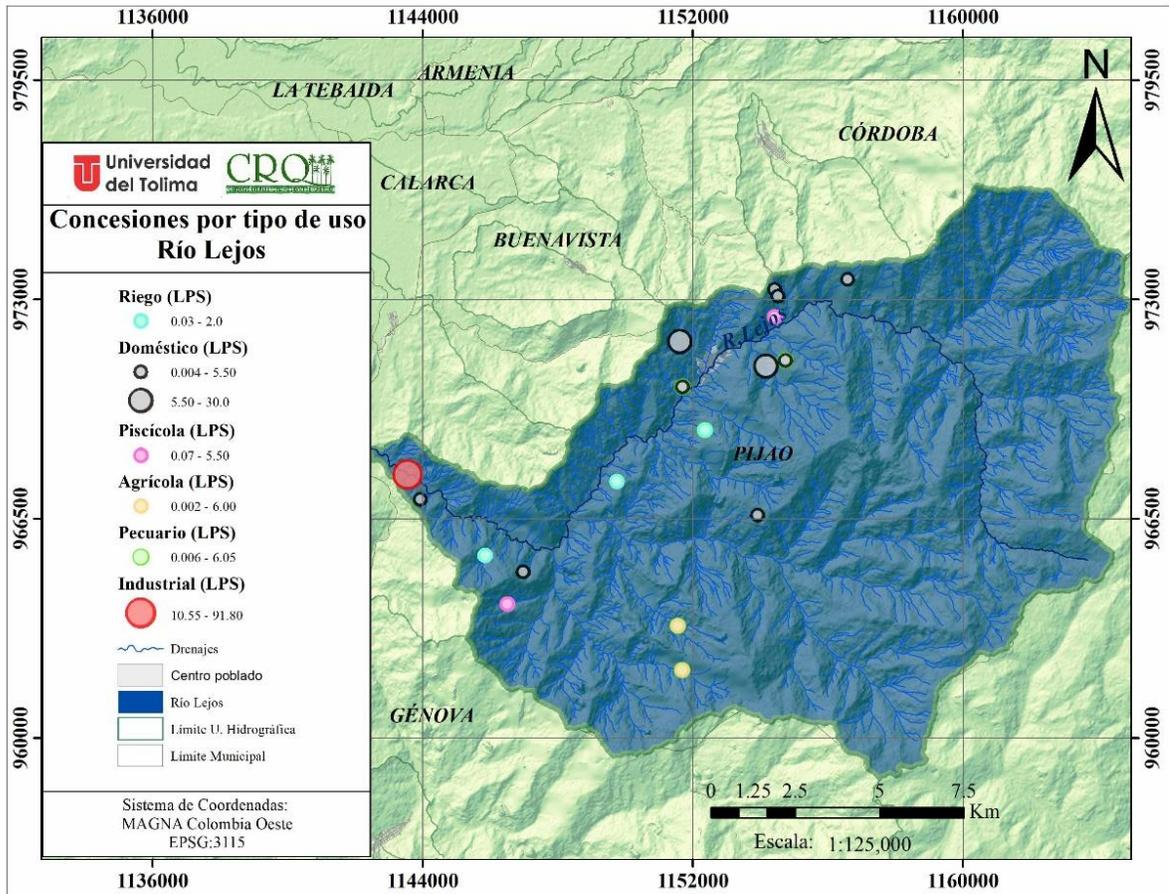 1136000 1144000 1152000 1160000
979500 979500
ARMENIA
LA TEBAIDA
N
CÓRDOBA
CALARCA
BUENAVISTA
Universidad
del Tolima
CRQ
Concesiones por tipo de uso
Río Lejos
Riego (LPS)
0.03 - 2.0
Doméstico (LPS)
0.004 - 5.50
5.50 - 30.0
Piscícola (LPS)
0.07 - 5.50
Agrícola (LPS)
0.002 - 6.00
Pecuario (LPS)
0.006 - 6.05
Industrial (LPS)
10.55 - 91.80
Drenajes
Centro poblado
Río Lejos
Límite U. Hidrográfica
Límite Municipal
Sistema de Coordenadas:
MAGNA Colombia Oeste
EPSG:3115
973000 973000
R. Lejos
PIJAO
966500 966500
GÉNOVA
960000 960000
0 1.25 2.5 5 7.5
Km
Escala: 1:125,000
1136000 1144000 1152000 1160000